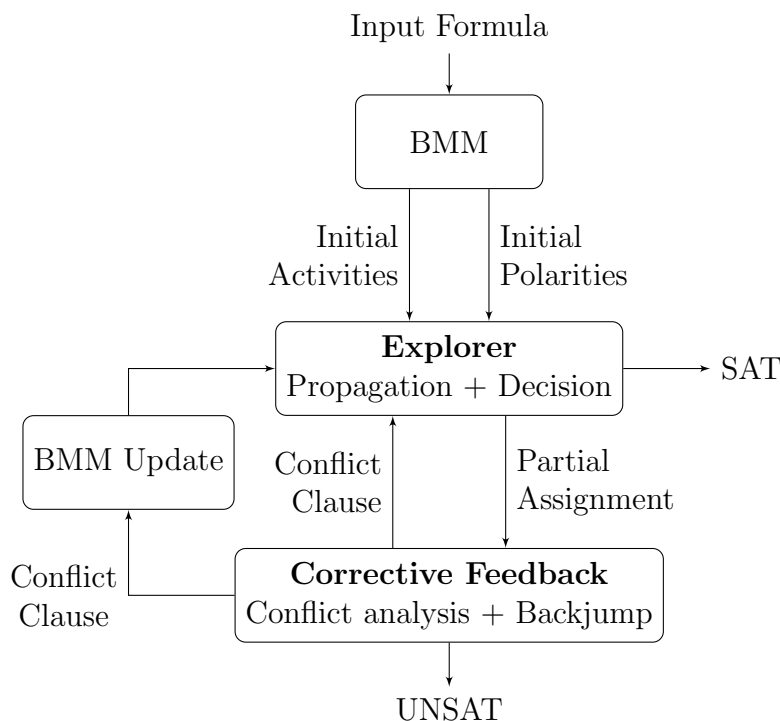 Input Formula
BMM
Initial
Activities
Initial
Polarities
Explorer
Propagation + Decision
SAT
BMM Update
Conflict
Clause
Partial
Assignment
Conflict
Clause
Corrective Feedback
Conflict analysis + Backjump
UNSAT